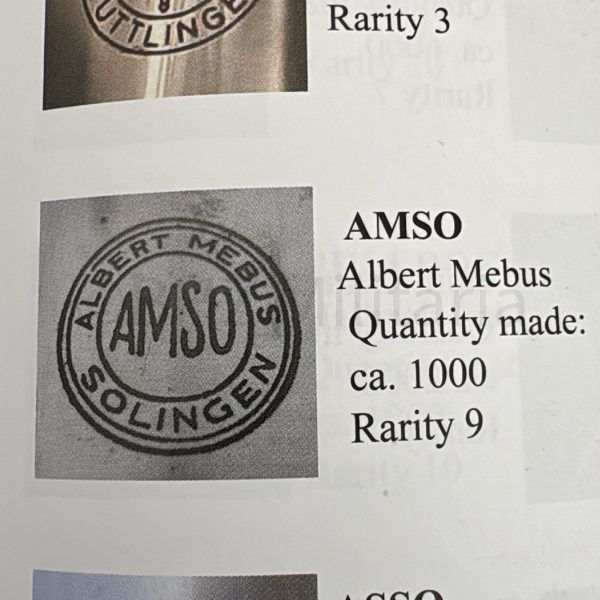 UTTLINGE
Rarity 3
ALBERT MEBUS
AMSO
SOLINGEN
AMSO
Albert Mebus
Quantity made:
ca. 1000
Rarity 9